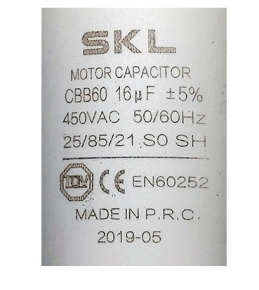 SKL
MOTOR CAPACITOR
CBB60 16µF ±5%
450VAC 50/60Hz
25/85/21 S0 SH
CE EN60252
MADE IN P.R.C.
2019-05